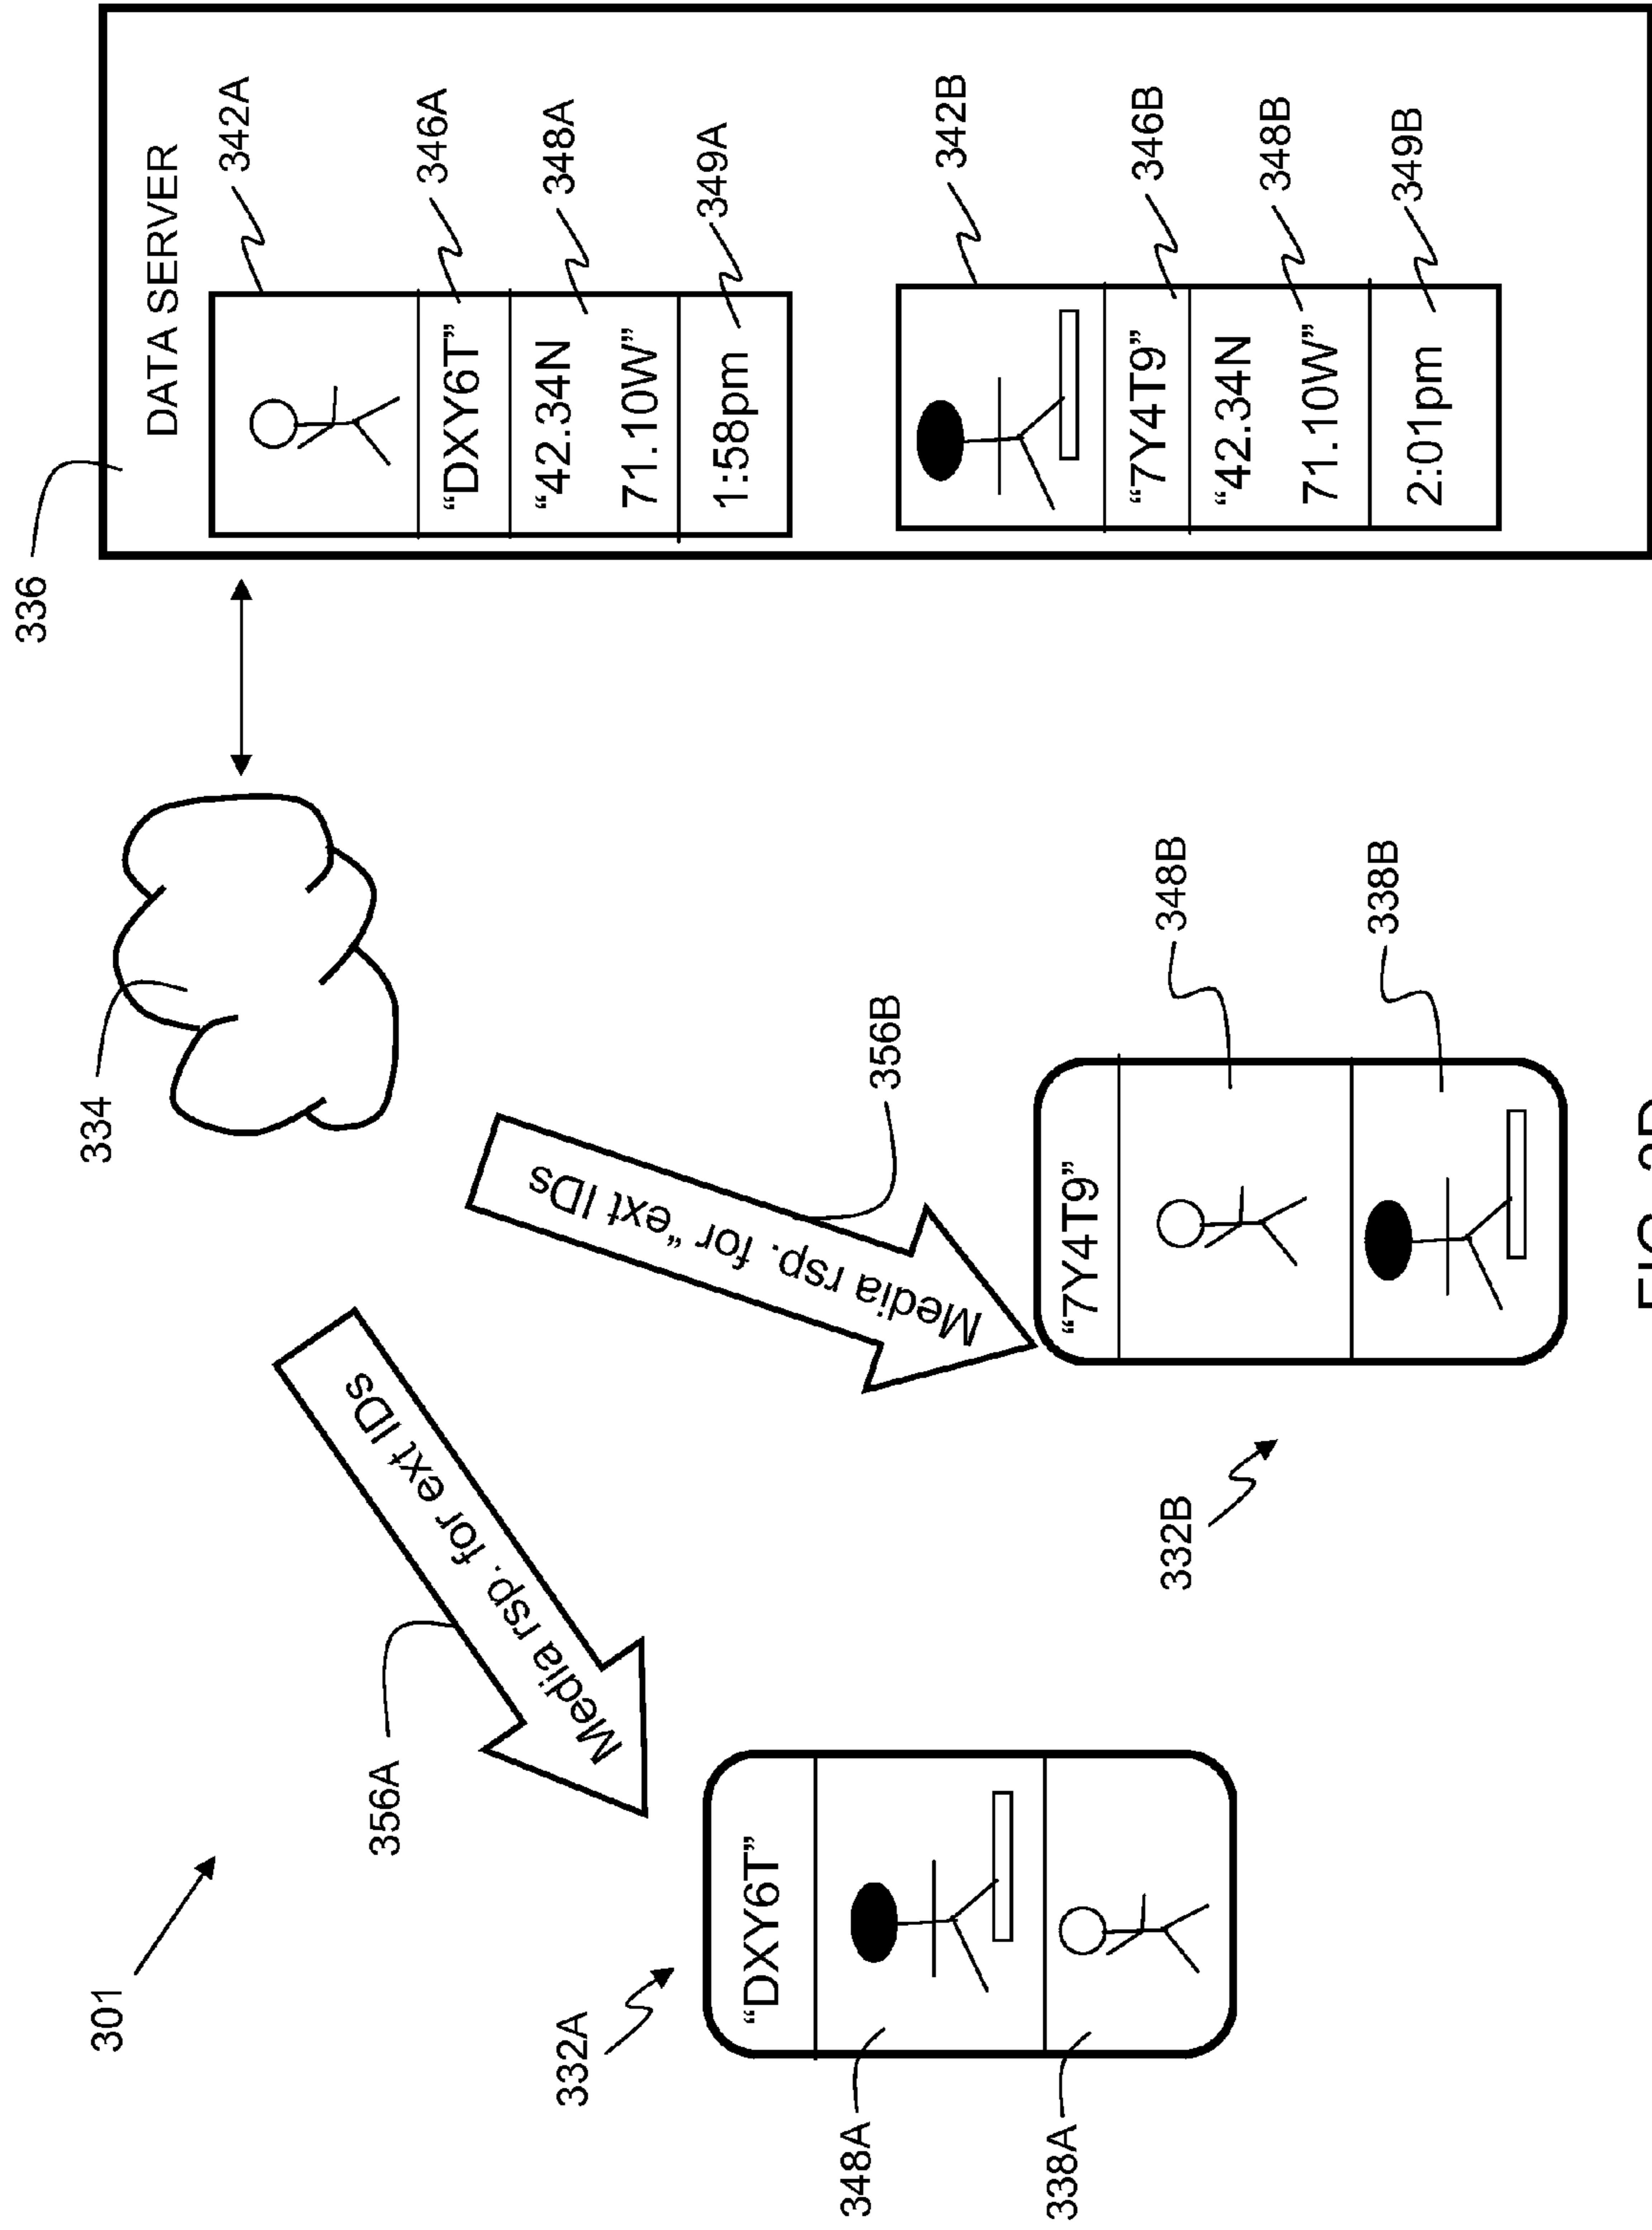 336
334
301
DATA SERVER
342A
356A
346A
"DXY6T"
348A
"42.34N
71.10W"
349A
1:58pm
Media rsp. for ext IDs
356B
Media rsp. for "ext IDs
332A
"DXY6T"
348A
338A
342B
346B
"7Y4T9"
348B
"42.34N
71.10W"
349B
2:01pm
332B
"7Y4T9"
348B
338B